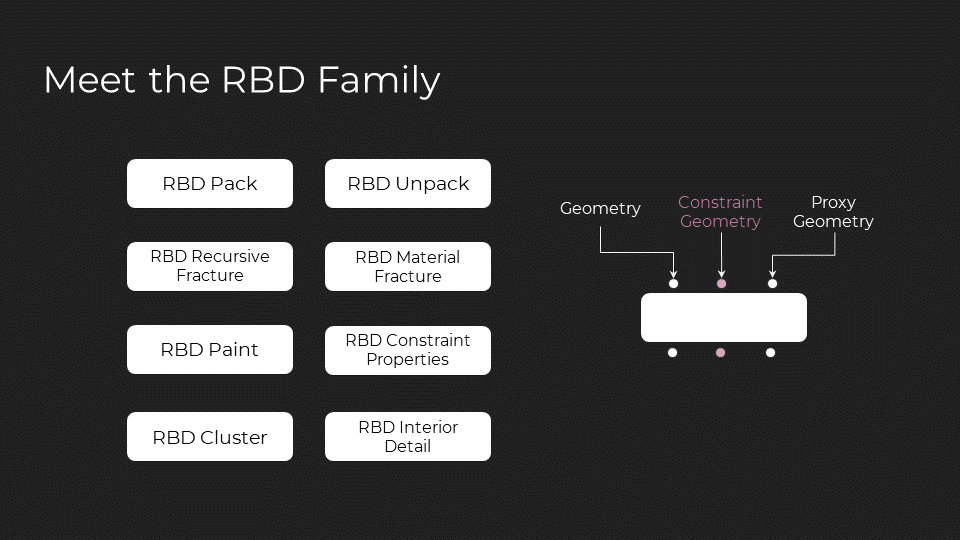 Meet the RBD Family
RBD Pack
RBD Unpack
RBD Recursive
Fracture
RBD Material
Fracture
RBD Paint
RBD Constraint
Properties
RBD Cluster
RBD Interior
Detail
Geometry
Constraint
Geometry
Proxy
Geometry